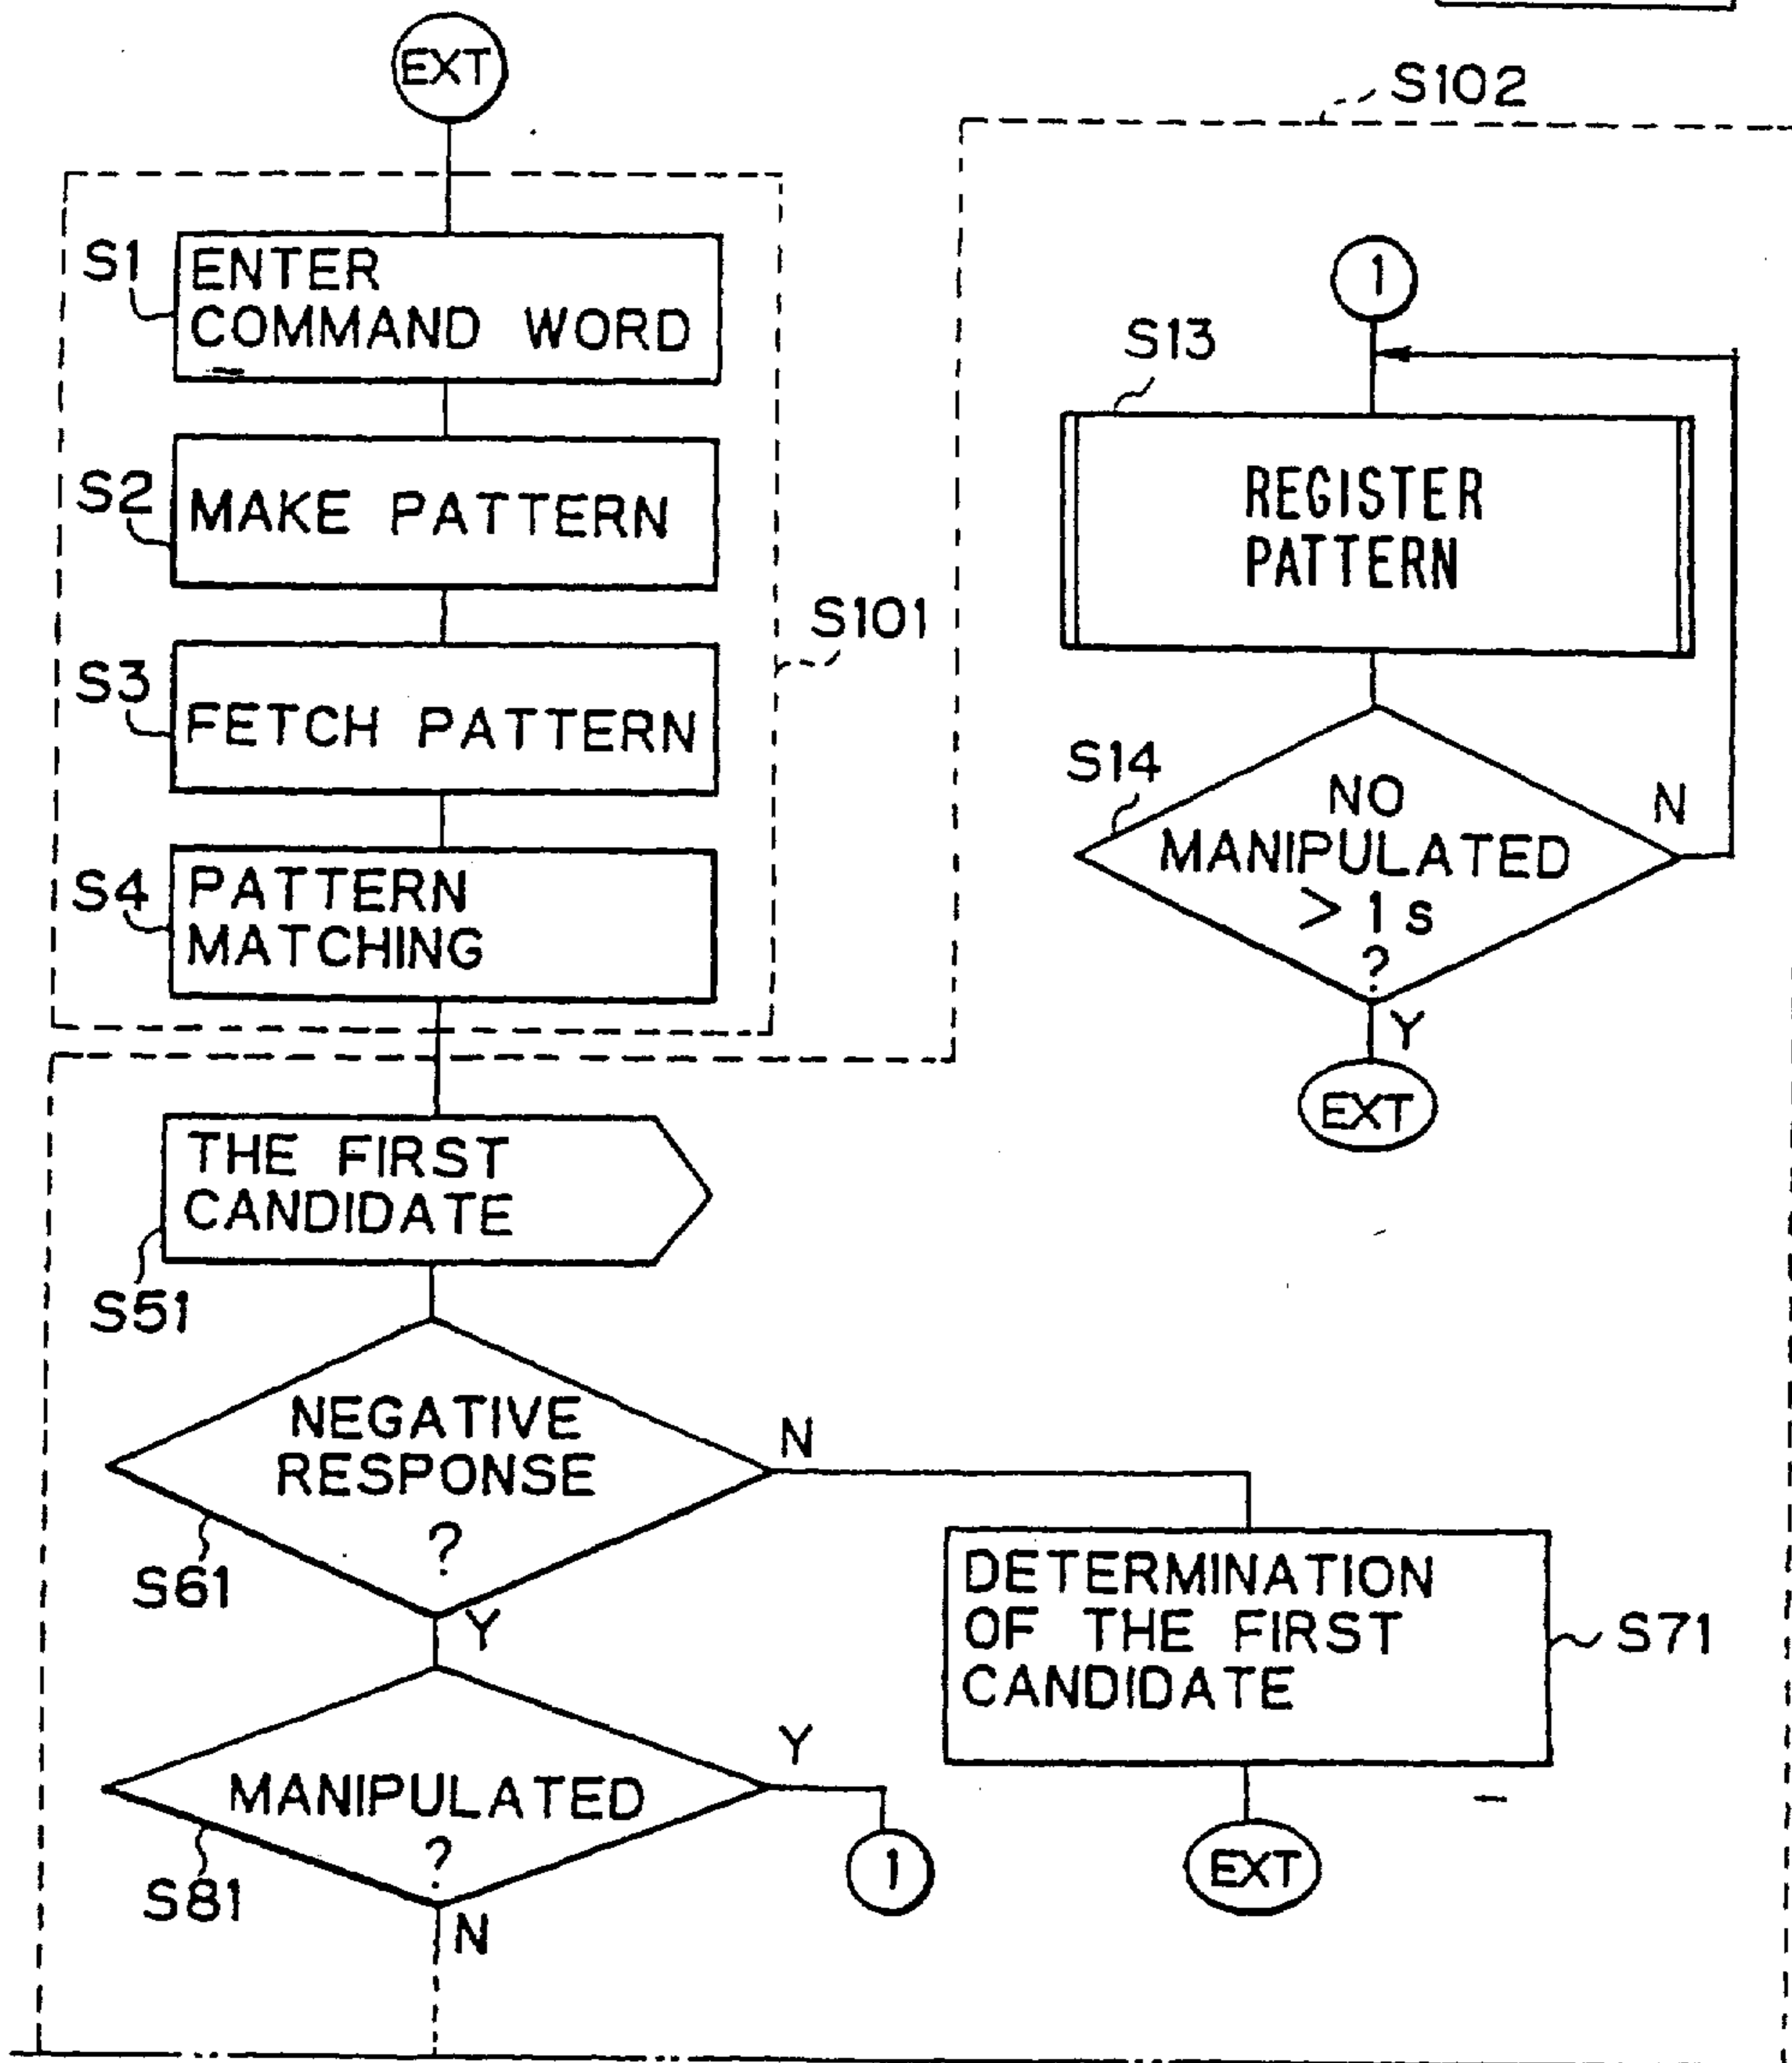 EXT
S1
ENTER
COMMAND WORD
S2
MAKE PATTERN
S3
FETCH PATTERN
S4
PATTERN
MATCHING
S101
S102
1
S13
REGISTER
PATTERN
S14
NO
MANIPULATED
> 1 s
?
N
Y
EXT
THE FIRST
CANDIDATE
S51
NEGATIVE
RESPONSE
?
N
S61
Y
DETERMINATION
OF THE FIRST
CANDIDATE
S71
EXT
MANIPULATED
?
Y
1
S81
N